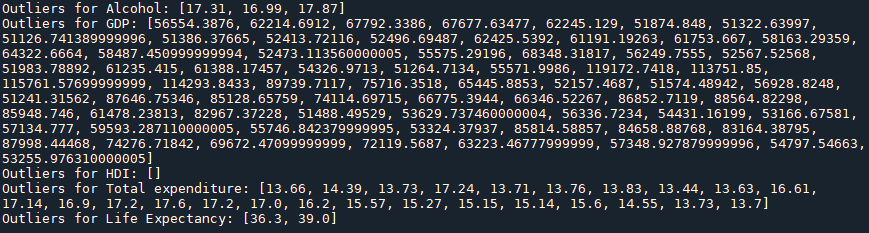 Outliers for Alcohol: [17.31, 16.99, 17.87]
Outliers for GDP: [56554.3876, 62214.6912, 67792.3386, 67677.63477, 62245.129, 51874.848, 51322.63997,
51126.741389999996, 51386.37665, 52413.72116, 52496.69487, 62425.5392, 61191.19263, 61753.667, 58163.29359,
64322.6664, 58487.4509999999994, 52473.113560000005, 55575.29196, 68348.31817, 56249.7555, 52567.52568,
51983.78892, 61235.415, 61388.17457, 54326.9713, 51264.7134, 55571.9986, 119172.7418, 113751.85,
115761.57699999999, 114293.8433, 89739.7117, 75716.3518, 65445.8853, 52157.4687, 51574.48942, 56928.8248,
51241.31562, 87646.75346, 85128.65759, 74114.69715, 66775.3944, 66346.52267, 86852.7119, 88564.82298,
85948.746, 61478.23813, 82967.37228, 51488.49529, 53629.737460000004, 56336.7234, 54431.16199, 53166.67581,
57134.777, 59593.287110000005, 55746.842379999995, 53324.37937, 85814.58857, 84658.88768, 83164.38795,
87998.44468, 74276.71842, 69672.47099999999, 72119.5687, 63223.46777999999, 57348.927879999996, 54797.54663,
53255.976310000005]
Outliers for HDI: []
Outliers for Total expenditure: [13.66, 14.39, 13.73, 17.24, 13.71, 13.76, 13.83, 13.44, 13.63, 16.61,
17.14, 16.9, 17.2, 17.6, 17.2, 17.0, 16.2, 15.57, 15.27, 15.15, 15.14, 15.6, 14.55, 13.73, 13.7]
Outliers for Life Expectancy: [36.3, 39.0]